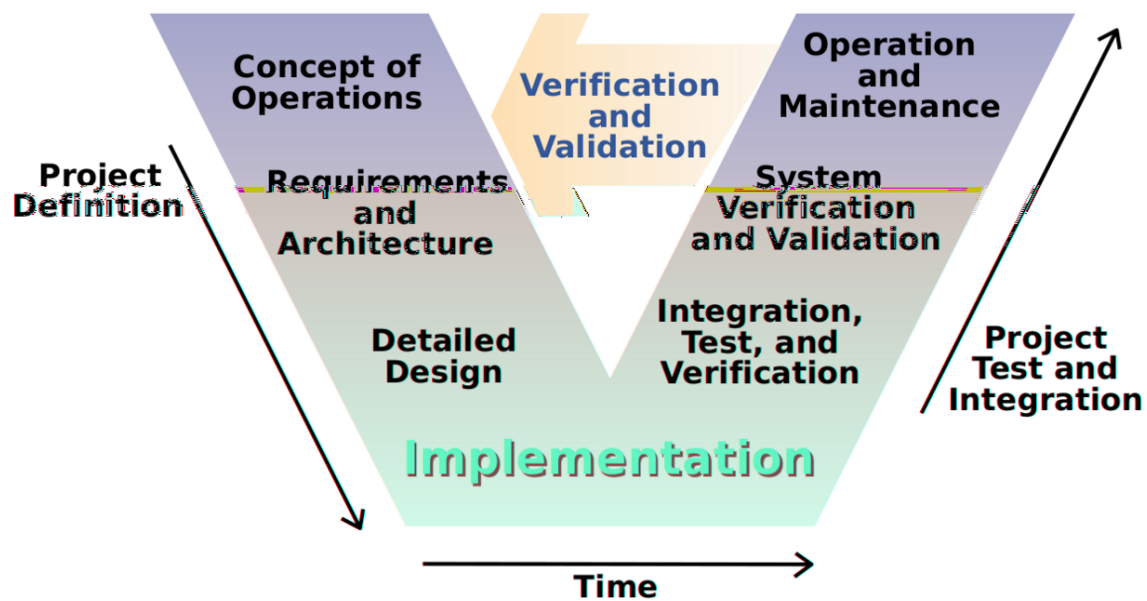 Concept of
Operations
Verification
and
Validation
Operation
and
Maintenance
Project
Definition
Requirements
and
Architecture
System
Verification
and Validation
Detailed
Design
Integration,
Test, and
Verification
Project
Test and
Integration
Implementation
Time